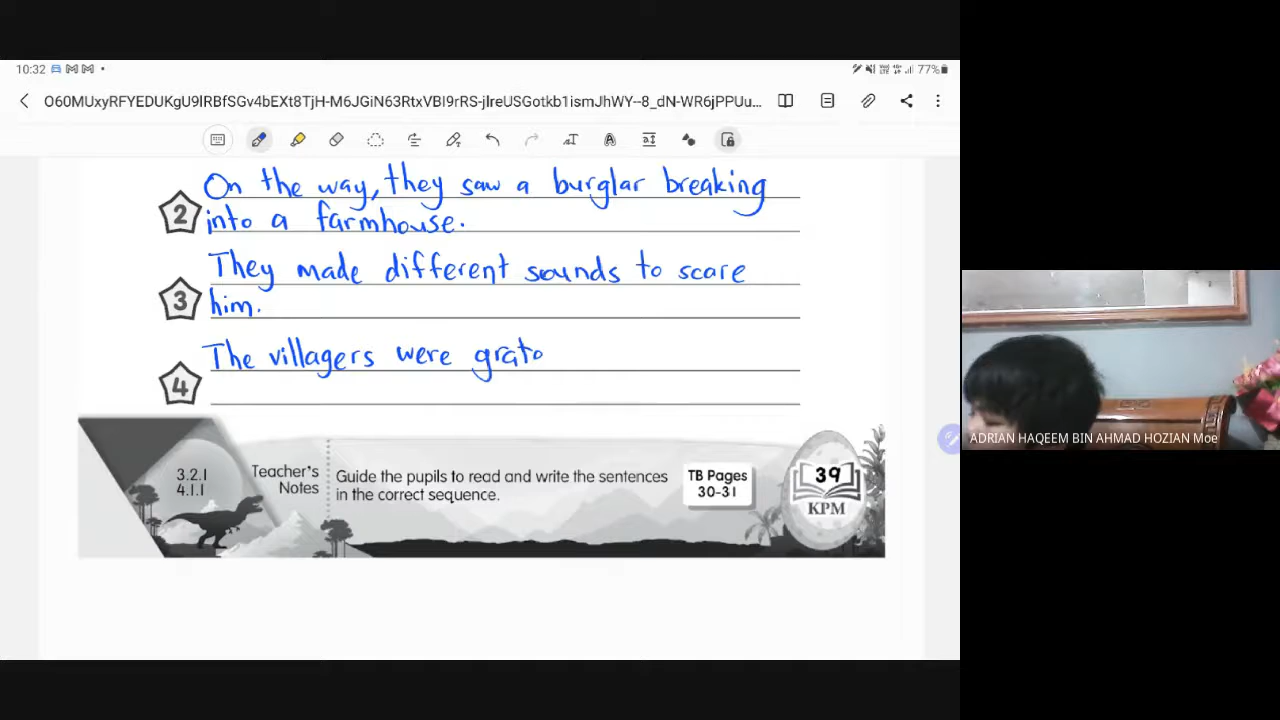 10:32 77%
O60MUxyRFYEDUKgU9lRBfSGv4bEXt8TjH-M6JGiN63RtxVBI9rRS-jlreUSGotkb1ismJhWY--8_dN-WR6jPPUu...
On the way, they saw a burglar breaking
2 into a farmhouse.
They made different sounds to scare
3 him.
The villagers were grato
4
3.2.1
4.1.1
Teacher's
Notes
Guide the pupils to read and write the sentences
in the correct sequence.
TB Pages
30-31
39
KPM
ADRIAN HAQEEM BIN AHMAD HOZIAN Moe